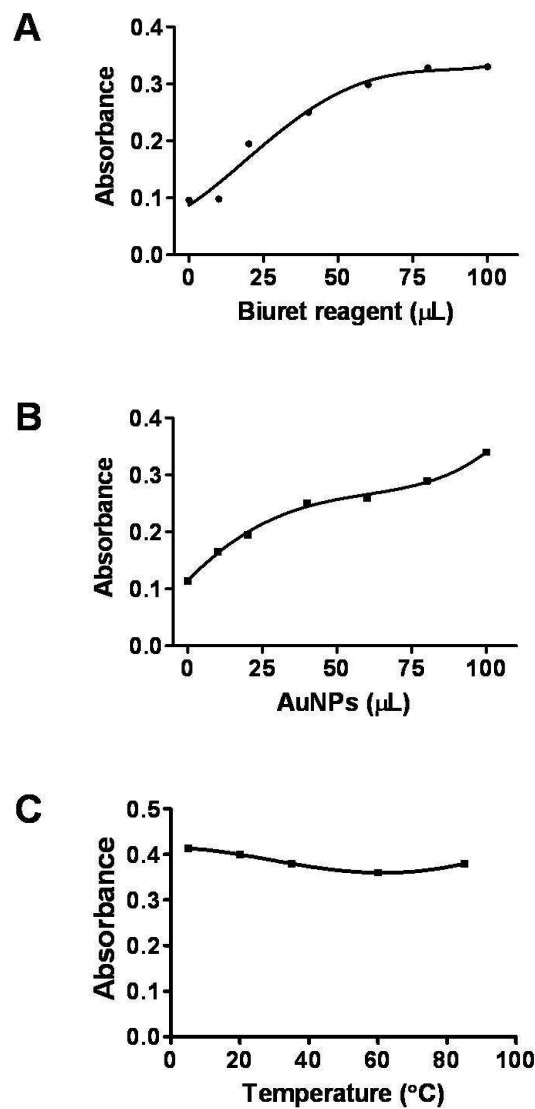 A
0.4
0.3
0.2
0.1
0.0
Absorbance
0 25 50 75 100
Biuret reagent (μL)
B
0.4
0.3
0.2
0.1
0.0
Absorbance
0 25 50 75 100
AuNPs (μL)
C
0.5
0.4
0.3
0.2
0.1
0.0
Absorbance
0 20 40 60 80 100
Temperature (°C)